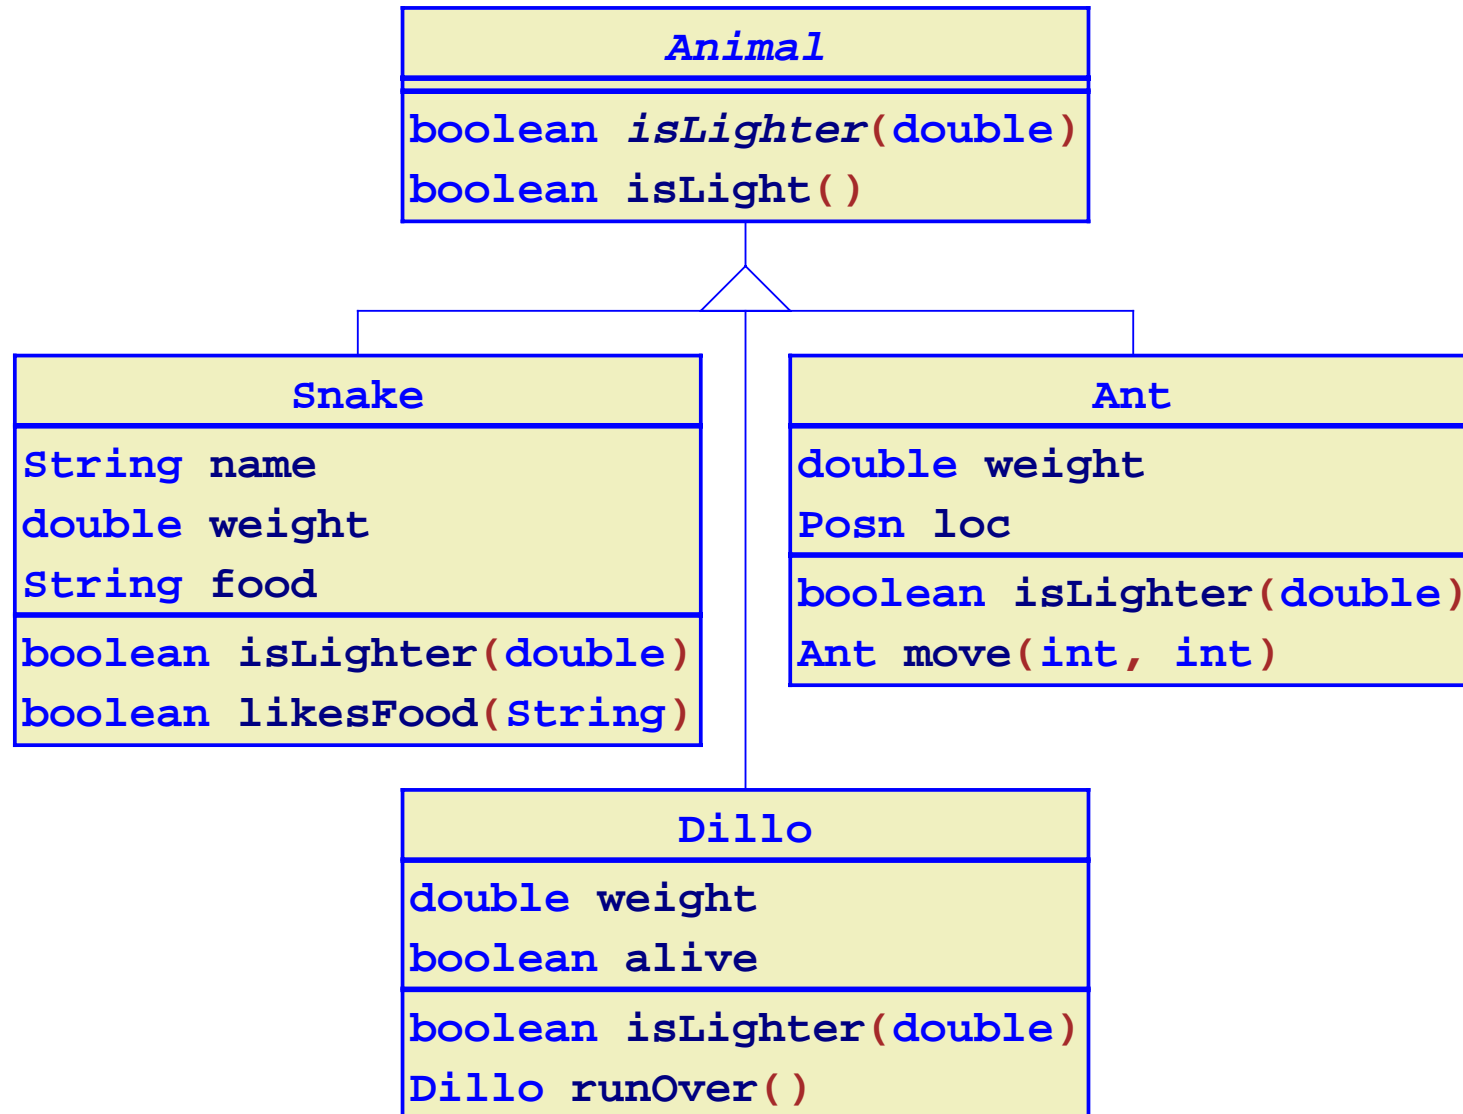 Animal
boolean isLighter(double)
boolean isLight()
Snake
String name
double weight
String food
boolean isLighter(double)
boolean likesFood(String)
Ant
double weight
Posn loc
boolean isLighter(double)
Ant move(int, int)
Dillo
double weight
boolean alive
boolean isLighter(double)
Dillo runOver()